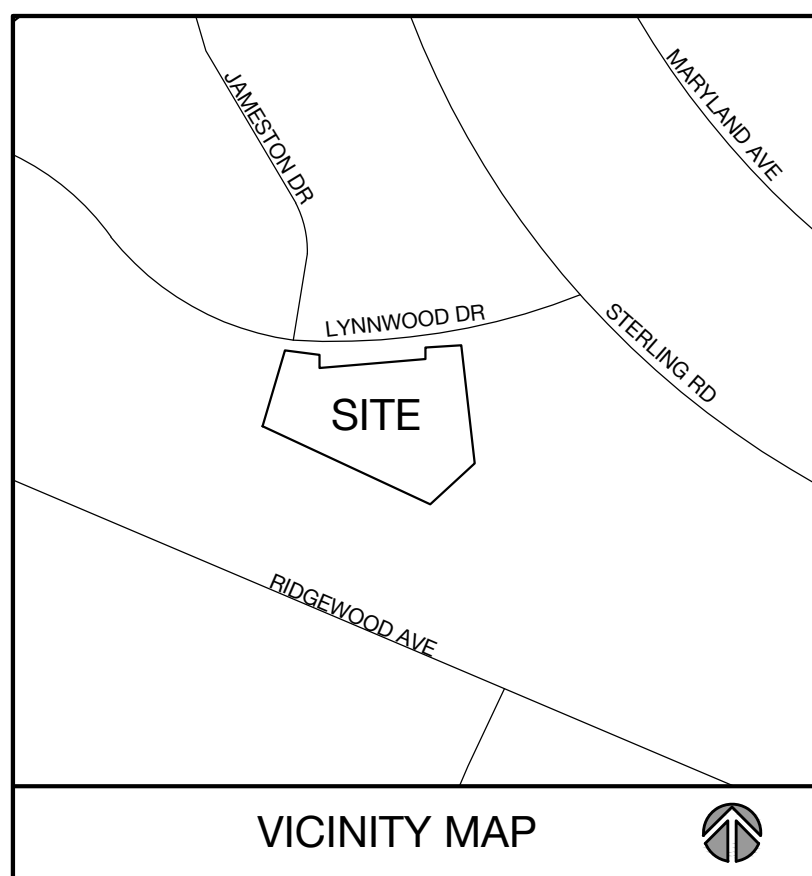 MARYLAND AVE
JAMESTON DR
LYNNWOOD DR
STERLING RD
SITE
RIDGEWOOD AVE
VICINITY MAP